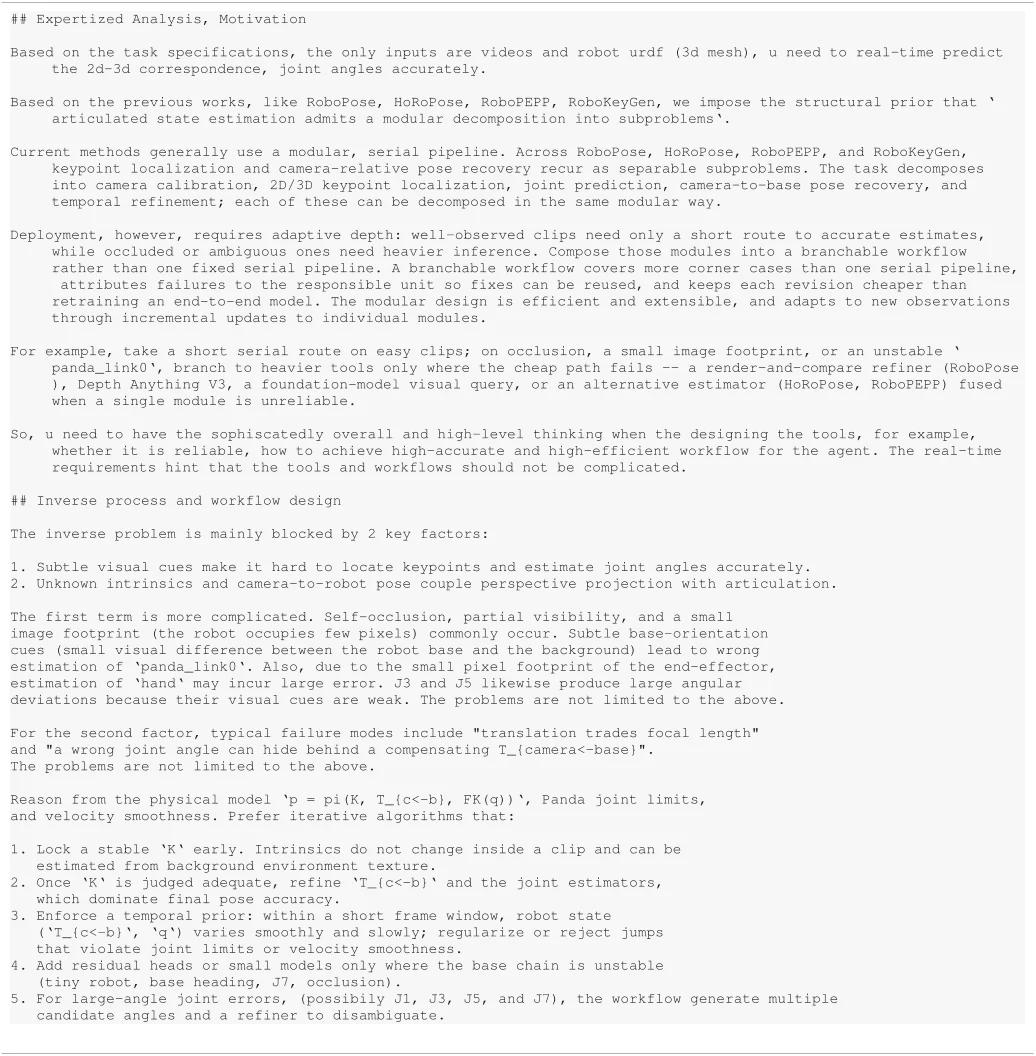 ## Expertized Analysis, Motivation
Based on the task specifications, the only inputs are videos and robot urdf (3d mesh), u need to real-time predict
the 2d-3d correspondence, joint angles accurately.
Based on the previous works, like RoboPose, HoRoPose, RoboPEPP, RoboKeyGen, we impose the structural prior that `
articulated state estimation admits a modular decomposition into subproblems`.
Current methods generally use a modular, serial pipeline. Across RoboPose, HoRoPose, RoboPEPP, and RoboKeyGen,
keypoint localization and camera-relative pose recovery recur as separable subproblems. The task decomposes
into camera calibration, 2D/3D keypoint localization, joint prediction, camera-to-base pose recovery, and
temporal refinement; each of these can be decomposed in the same modular way.
Deployment, however, requires adaptive depth: well-observed clips need only a short route to accurate estimates,
while occluded or ambiguous ones need heavier inference. Compose those modules into a branchable workflow
rather than one fixed serial pipeline. A branchable workflow covers more corner cases than one serial pipeline,
attributes failures to the responsible unit so fixes can be reused, and keeps each revision cheaper than
retraining an end-to-end model. The modular design is efficient and extensible, and adapts to new observations
through incremental updates to individual modules.
For example, take a short serial route on easy clips; on occlusion, a small image footprint, or an unstable `
panda_link0`, branch to heavier tools only where the cheap path fails -- a render-and-compare refiner (RoboPose
), Depth Anything V3, a foundation-model visual query, or an alternative estimator (HoRoPose, RoboPEPP) fused
when a single module is unreliable.
So, u need to have the sophiscatedly overall and high-level thinking when the designing the tools, for example,
whether it is reliable, how to achieve high-accurate and high-efficient workflow for the agent. The real-time
requirements hint that the tools and workflows should not be complicated.
## Inverse process and workflow design
The inverse problem is mainly blocked by 2 key factors:
1. Subtle visual cues make it hard to locate keypoints and estimate joint angles accurately.
2. Unknown intrinsics and camera-to-robot pose couple perspective projection with articulation.
The first term is more complicated. Self-occlusion, partial visibility, and a small
image footprint (the robot occupies few pixels) commonly occur. Subtle base-orientation
cues (small visual difference between the robot base and the background) lead to wrong
estimation of `panda_link0`. Also, due to the small pixel footprint of the end-effector,
estimation of `hand` may incur large error. J3 and J5 likewise produce large angular
deviations because their visual cues are weak. The problems are not limited to the above.
For the second factor, typical failure modes include "translation trades focal length"
and "a wrong joint angle can hide behind a compensating T_{camera<-base}".
The problems are not limited to the above.
Reason from the physical model `p = pi(K, T_{c<-b}, FK(q))`, Panda joint limits,
and velocity smoothness. Prefer iterative algorithms that:
1. Lock a stable `K` early. Intrinsics do not change inside a clip and can be
estimated from background environment texture.
2. Once `K` is judged adequate, refine `T_{c<-b}` and the joint estimators,
which dominate final pose accuracy.
3. Enforce a temporal prior: within a short frame window, robot state
(`T_{c<-b}`, `q`) varies smoothly and slowly; regularize or reject jumps
that violate joint limits or velocity smoothness.
4. Add residual heads or small models only where the base chain is unstable
(tiny robot, base heading, J7, occlusion).
5. For large-angle joint errors, (possibily J1, J3, J5, and J7), the workflow generate multiple
candidate angles and a refiner to disambiguate.